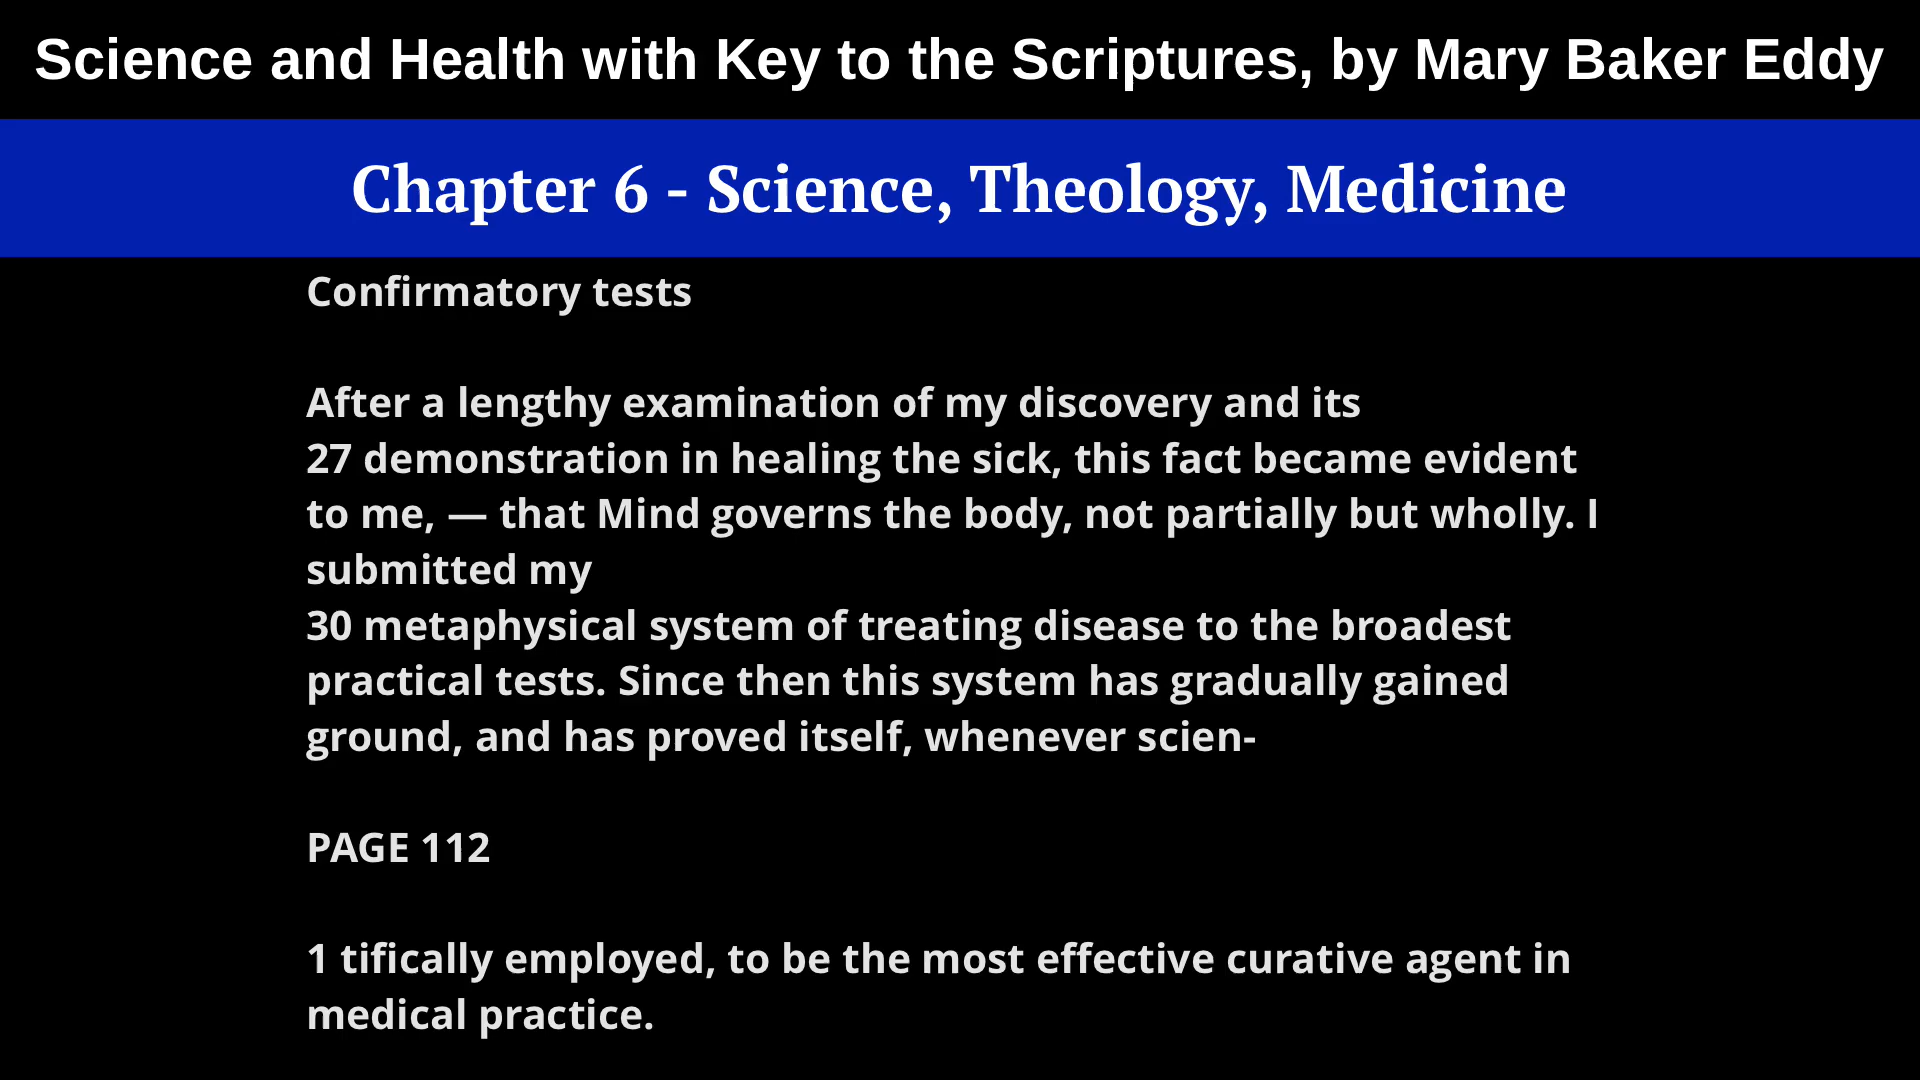 Science and Health with Key to the Scriptures, by Mary Baker Eddy
Chapter 6 - Science, Theology, Medicine
Confirmatory tests
After a lengthy examination of my discovery and its
27 demonstration in healing the sick, this fact became evident
to me, — that Mind governs the body, not partially but wholly. I
submitted my
30 metaphysical system of treating disease to the broadest
practical tests. Since then this system has gradually gained
ground, and has proved itself, whenever scien-
PAGE 112
1 tifically employed, to be the most effective curative agent in
medical practice.